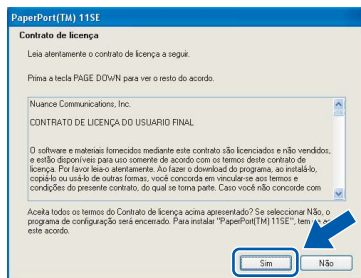 PaperPort(TM) 11SE
Contrato de licença
Leia atentamente o contrato de licença a seguir.
Prima a tecla PAGE DOWN para ver o resto do acordo.
Nuance Communications, Inc.
CONTRATO DE LICENÇA DO USUARIO FINAL
O software e materiais fornecidos mediante este contrato são licenciados e não vendidos,
e estão disponíveis para uso somente de acordo com os termos deste contrato de
licença. Por favor leia-o atentamente. Ao fazer o download do programa, ao instalá-lo,
copiá-lo ou usá-lo de outras formas, você concorda em vincular-se aos termos e
condições do presente contrato, do qual se torna parte. Caso você não concorde com
Aceita todos os termos do Contrato de licença acima apresentado? Se seleccionar Não, o
programa de configuração será encerrado. Para instalar "PaperPort(TM) 11SE", tem
este acordo.
Sim
Não